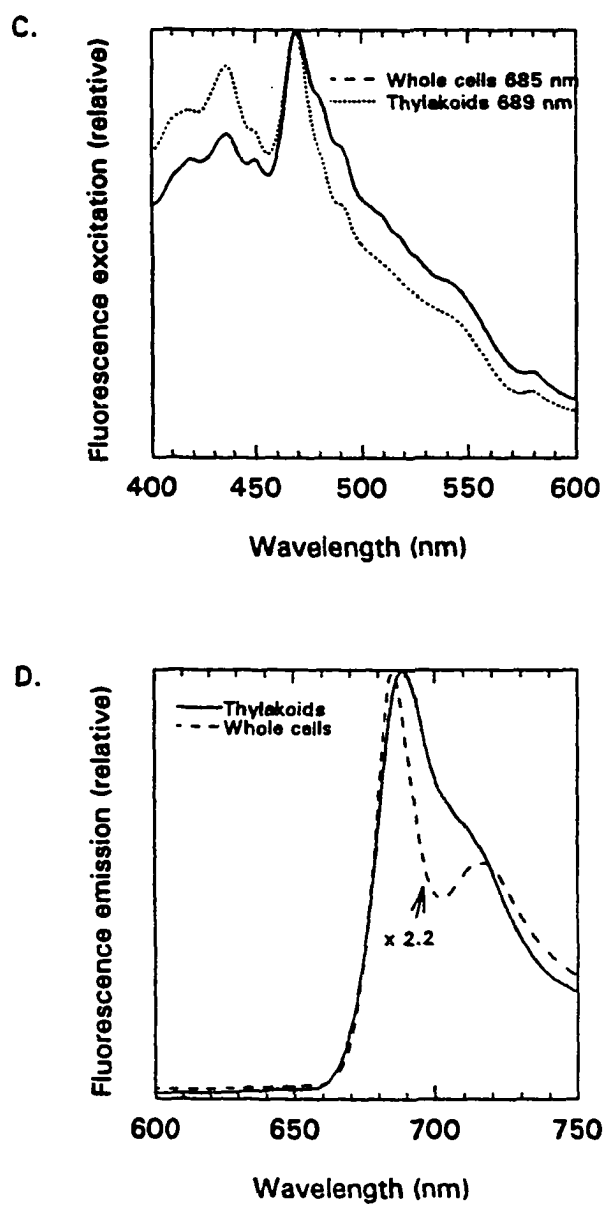 C.
Fluorescence excitation (relative)
Whole cells 685 nm
Thylakoids 689 nm
400 450 500 550 600
Wavelength (nm)
D.
Fluorescence emission (relative)
Thylakoids
Whole cells
x 2.2
600 650 700 750
Wavelength (nm)